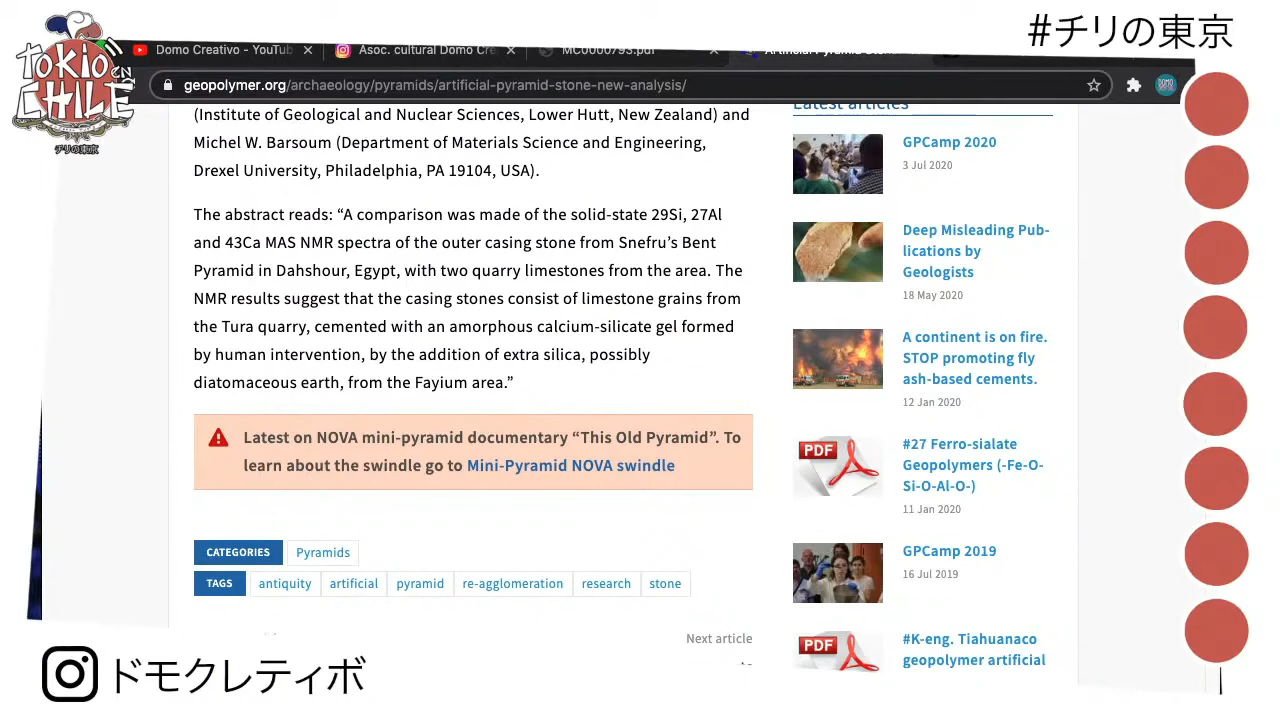 #チリの東京
TOKIO
EN
CHILE
チリの東京
Domo Creativo - YouTub
Asoc. cultural Domo Cre
MC0000793.pdf
geopolymer.org/archaeology/pyramids/artificial-pyramid-stone-new-analysis/
(Institute of Geological and Nuclear Sciences, Lower Hutt, New Zealand) and
Michel W. Barsoum (Department of Materials Science and Engineering,
Drexel University, Philadelphia, PA 19104, USA).
The abstract reads: “A comparison was made of the solid-state 29Si, 27Al
and 43Ca MAS NMR spectra of the outer casing stone from Snefru’s Bent
Pyramid in Dahshour, Egypt, with two quarry limestones from the area. The
NMR results suggest that the casing stones consist of limestone grains from
the Tura quarry, cemented with an amorphous calcium-silicate gel formed
by human intervention, by the addition of extra silica, possibly
diatomaceous earth, from the Fayium area.”
Latest on NOVA mini-pyramid documentary “This Old Pyramid”. To
learn about the swindle go to Mini-Pyramid NOVA swindle
CATEGORIES Pyramids
TAGS antiquity artificial pyramid re-agglomeration research stone
Next article
Latest articles
GPCamp 2020
3 Jul 2020
Deep Misleading Pub-
lications by
Geologists
18 May 2020
A continent is on fire.
STOP promoting fly
ash-based cements.
12 Jan 2020
PDF
#27 Ferro-sialate
Geopolymers (-Fe-O-
Si-O-Al-O-)
11 Jan 2020
GPCamp 2019
16 Jul 2019
PDF
#K-eng. Tiahuanaco
geopolymer artificial
ドモクレティボ